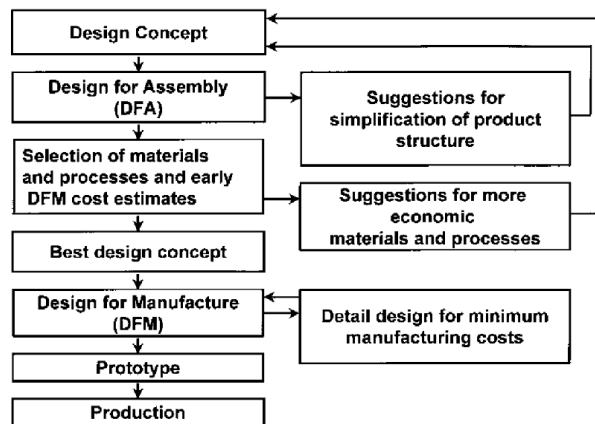 Design Concept
Design for Assembly
(DFA)
Suggestions for
simplification of product
structure
Selection of materials
and processes and early
DFM cost estimates
Suggestions for more
economic
materials and processes
Best design concept
Design for Manufacture
(DFM)
Detail design for minimum
manufacturing costs
Prototype
Production